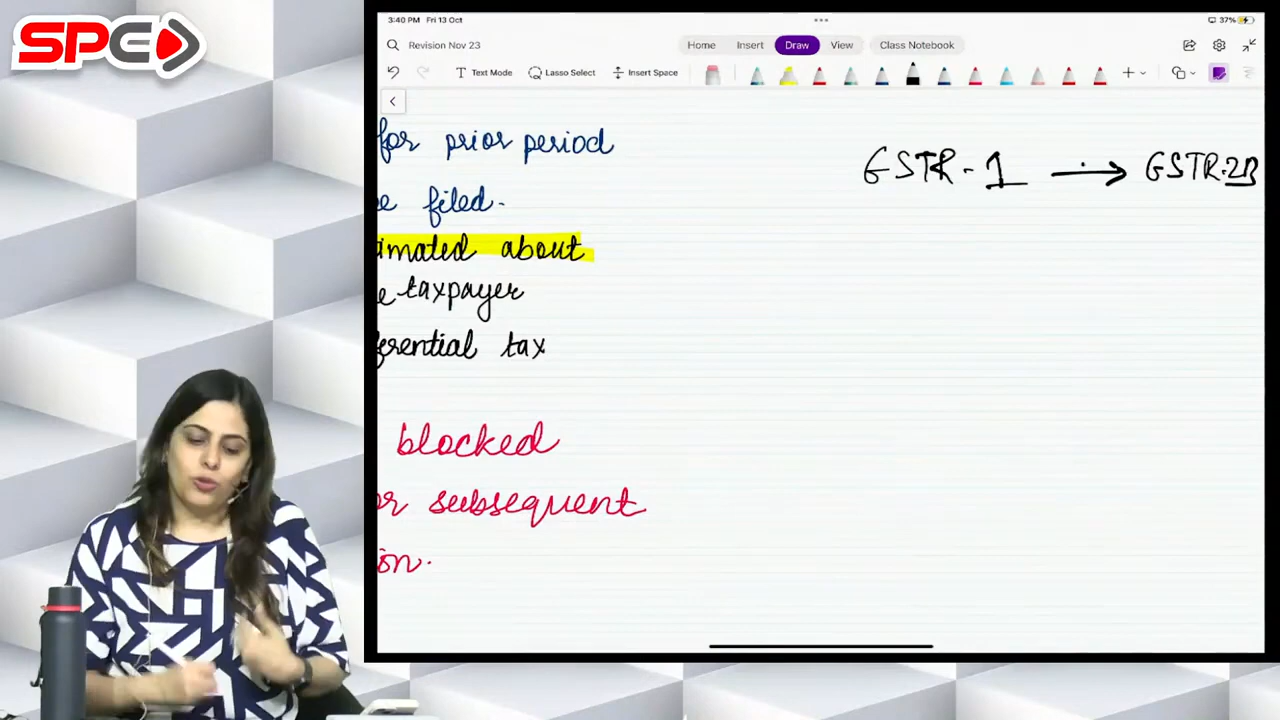 SPC
3:40 PM Fri 13 Oct
37%
Revision Nov 23
Home Insert Draw View Class Notebook
Text Mode Lasso Select Insert Space
for prior period
e filed.
imated about
e taxpayer
ferential tax
blocked
or subsequent
ion.
GSTR-1 → GSTR-2B